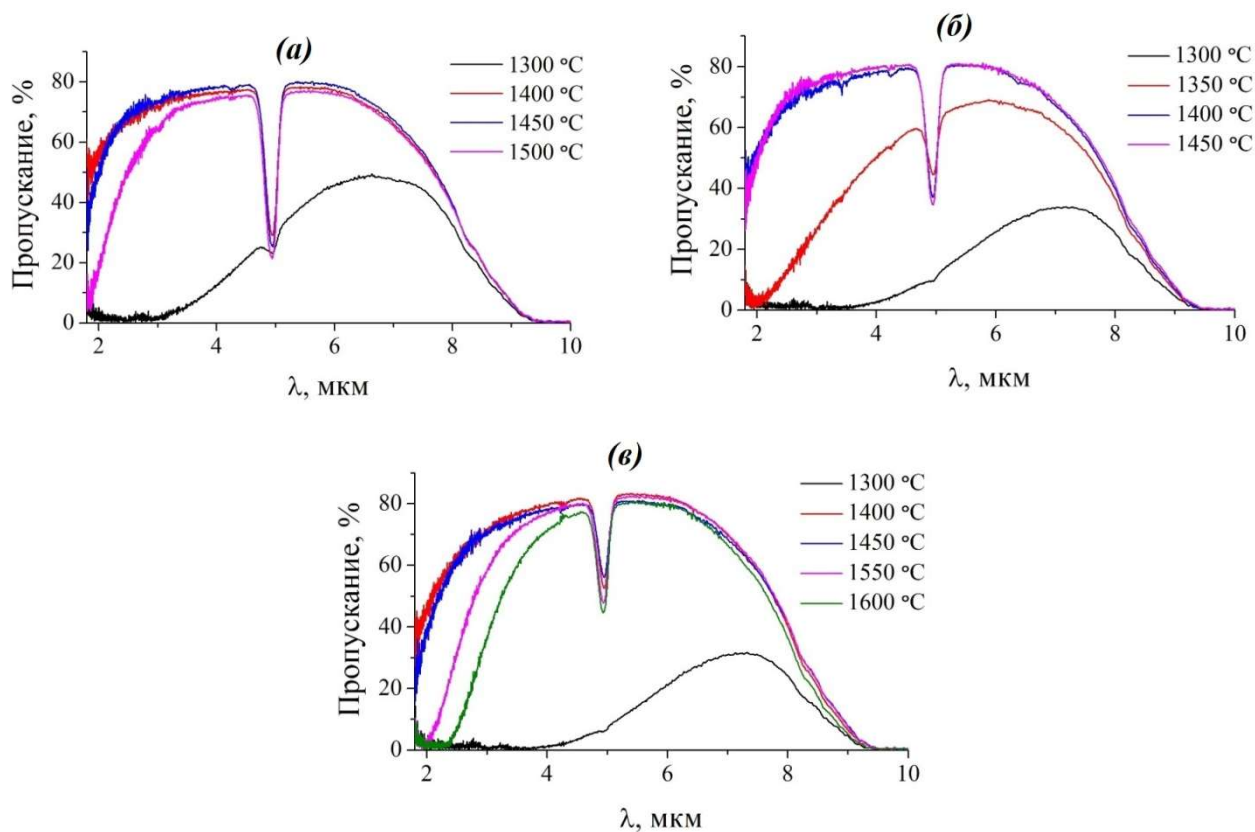 (а)
1300 °C
1400 °C
1450 °C
1500 °C
Пропускание, %
80
60
40
20
0
2 4 6 8 10
λ, мкм
(б)
1300 °C
1350 °C
1400 °C
1450 °C
Пропускание, %
80
60
40
20
0
2 4 6 8 10
λ, мкм
(в)
1300 °C
1400 °C
1450 °C
1550 °C
1600 °C
Пропускание, %
80
60
40
20
0
2 4 6 8 10
λ, мкм